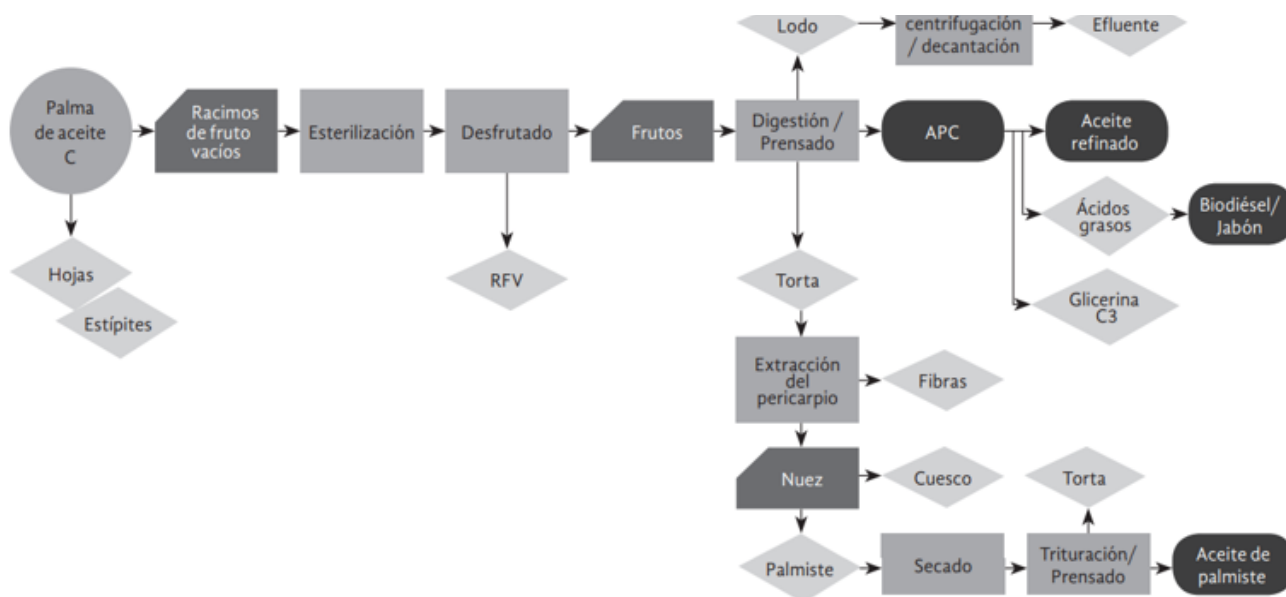 Lodo
centrifugación
/ decantación
Efluente
Palma
de aceite
C
Racimos
de fruto
vacíos
Esterilización
Desfrutado
Frutos
Digestión /
Prensado
APC
Aceite
refinado
Ácidos
grasos
Biodiésel/
Jabón
Hojas
Estípites
RFV
Torta
Glicerina
C3
Extracción
del
pericarpio
Fibras
Nuez
Cuesco
Torta
Palmiste
Secado
Trituración/
Prensado
Aceite de
palmiste